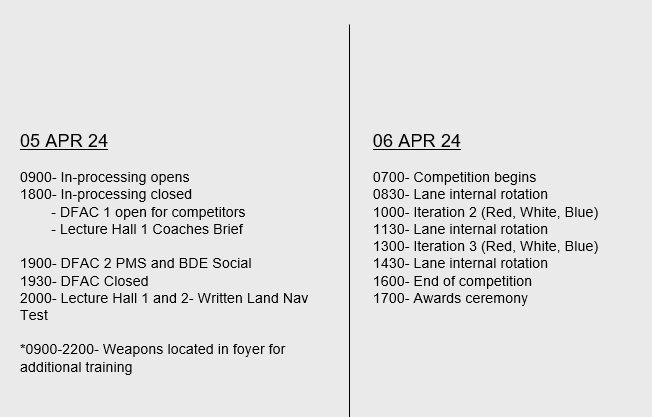 05 APR 24
0900- In-processing opens
1800- In-processing closed
- DFAC 1 open for competitors
- Lecture Hall 1 Coaches Brief
1900- DFAC 2 PMS and BDE Social
1930- DFAC Closed
2000- Lecture Hall 1 and 2- Written Land Nav
Test
*0900-2200- Weapons located in foyer for
additional training
06 APR 24
0700- Competition begins
0830- Lane internal rotation
1000- Iteration 2 (Red, White, Blue)
1130- Lane internal rotation
1300- Iteration 3 (Red, White, Blue)
1430- Lane internal rotation
1600- End of competition
1700- Awards ceremony